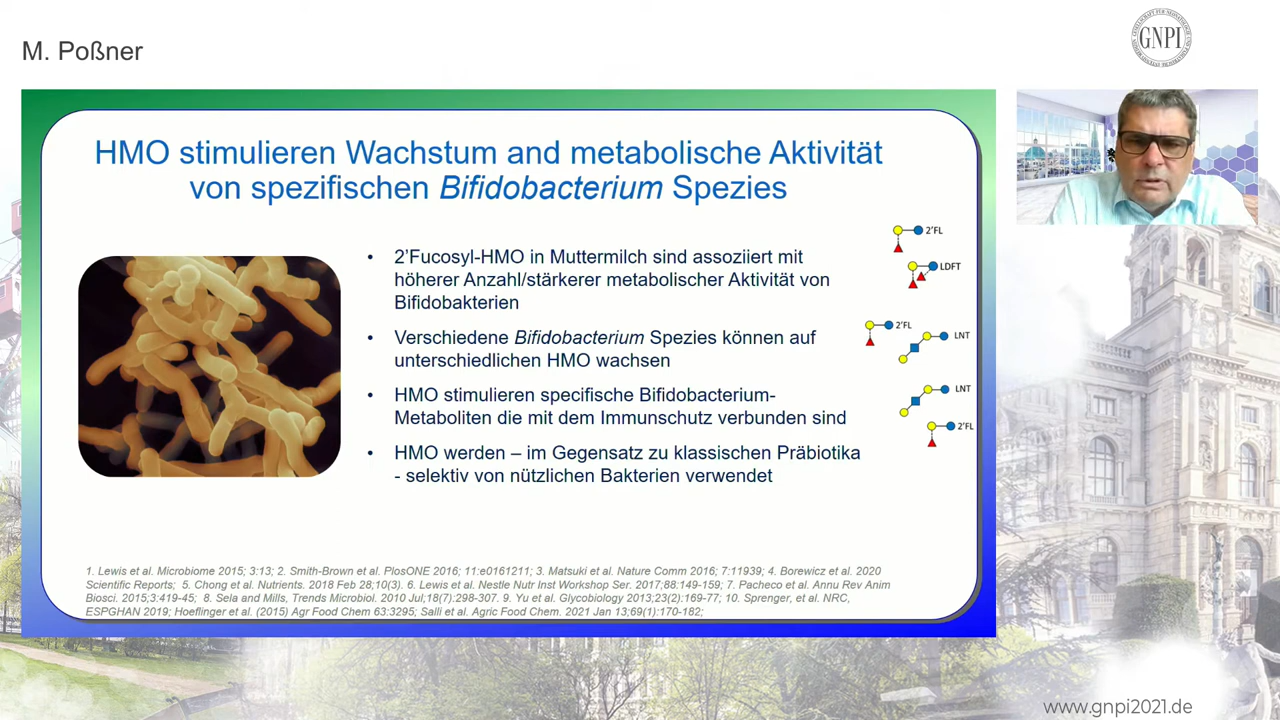 M. Poßner
GNPI
HMO stimulieren Wachstum and metabolische Aktivität
von spezifischen Bifidobacterium Spezies
• 2’Fucosyl-HMO in Muttermilch sind assoziiert mit
höherer Anzahl/stärkerer metabolischer Aktivität von
Bifidobakterien
• Verschiedene Bifidobacterium Spezies können auf
unterschiedlichen HMO wachsen
• HMO stimulieren specifische Bifidobacterium-
Metaboliten die mit dem Immunschutz verbunden sind
• HMO werden – im Gegensatz zu klassischen Präbiotika
- selektiv von nützlichen Bakterien verwendet
2’FL
LDFT
2’FL
LNT
LNT
2’FL
1. Lewis et al. Microbiome 2015; 3:13; 2. Smith-Brown et al. PlosONE 2016; 11:e0161211; 3. Matsuki et al. Nature Comm 2016; 7:11939; 4. Borewicz et al. 2020
Scientific Reports; 5. Chong et al. Nutrients. 2018 Feb 28;10(3). 6. Lewis et al. Nestle Nutr Inst Workshop Ser. 2017;88:149-159; 7. Pacheco et al. Annu Rev Anim
Biosci. 2015;3:419-45; 8. Sela and Mills, Trends Microbiol. 2010 Jul;18(7):298-307. 9. Yu et al. Glycobiology 2013;23(2):169-77; 10. Sprenger, et al. NRC,
ESPGHAN 2019; Hoeflinger et al. (2015) Agr Food Chem 63:3295; Salli et al. Agric Food Chem. 2021 Jan 13;69(1):170-182;
www.gnpi2021.de